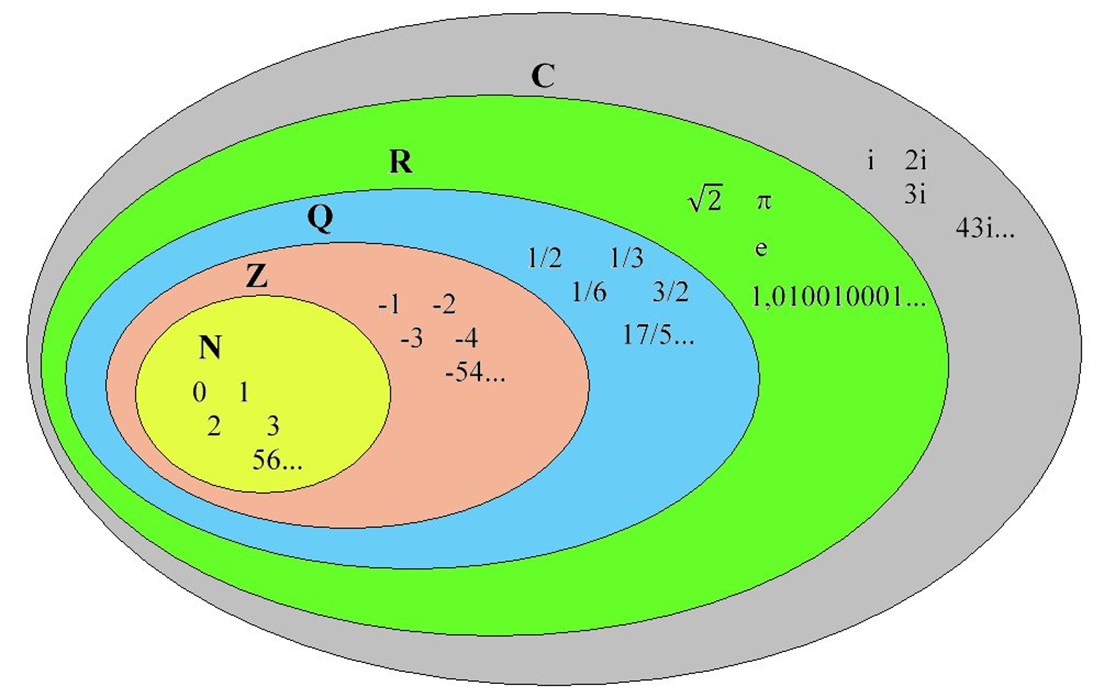 C
R
Q
Z
N
0 1
2 3
56...
-1 -2
-3 -4
-54...
1/2 1/3
1/6 3/2
17/5...
√2 π
e
1,010010001...
i 2i
3i
43i...